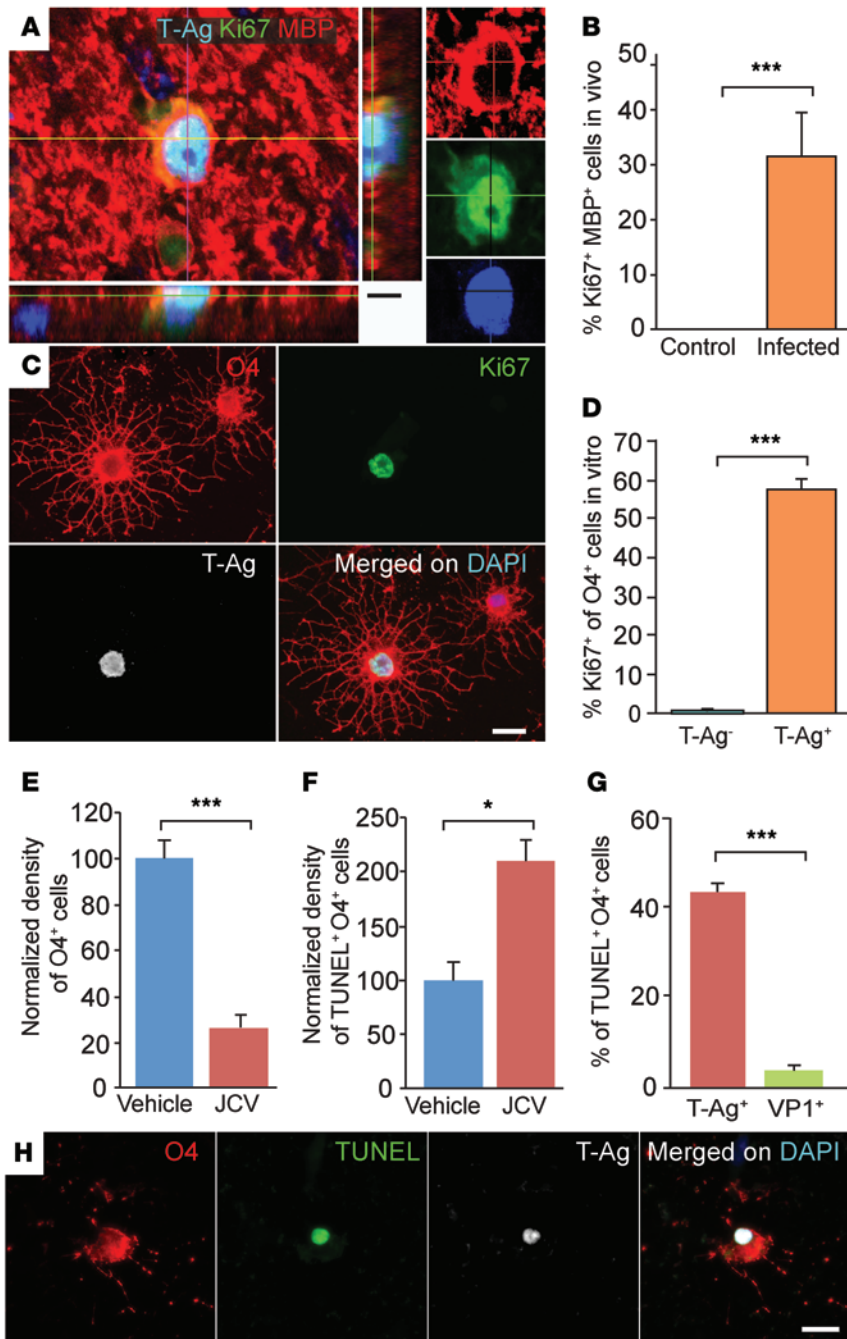 A
T-Ag Ki67 MBP
B
% Ki67+ MBP+ cells in vivo
50
40
30
20
10
0
***
Control Infected
C
O4
Ki67
T-Ag
Merged on DAPI
D
% Ki67+ of O4+ cells in vitro
70
60
50
40
30
20
10
0
***
T-Ag- T-Ag+
E
Normalized density
of O4+ cells
120
100
80
60
40
20
0
***
Vehicle JCV
F
Normalized density
of TUNEL+ O4+ cells
250
200
150
100
50
0
*
Vehicle JCV
G
% of TUNEL+ O4+ cells
60
40
20
0
***
T-Ag+ VP1+
H
O4
TUNEL
T-Ag
Merged on DAPI